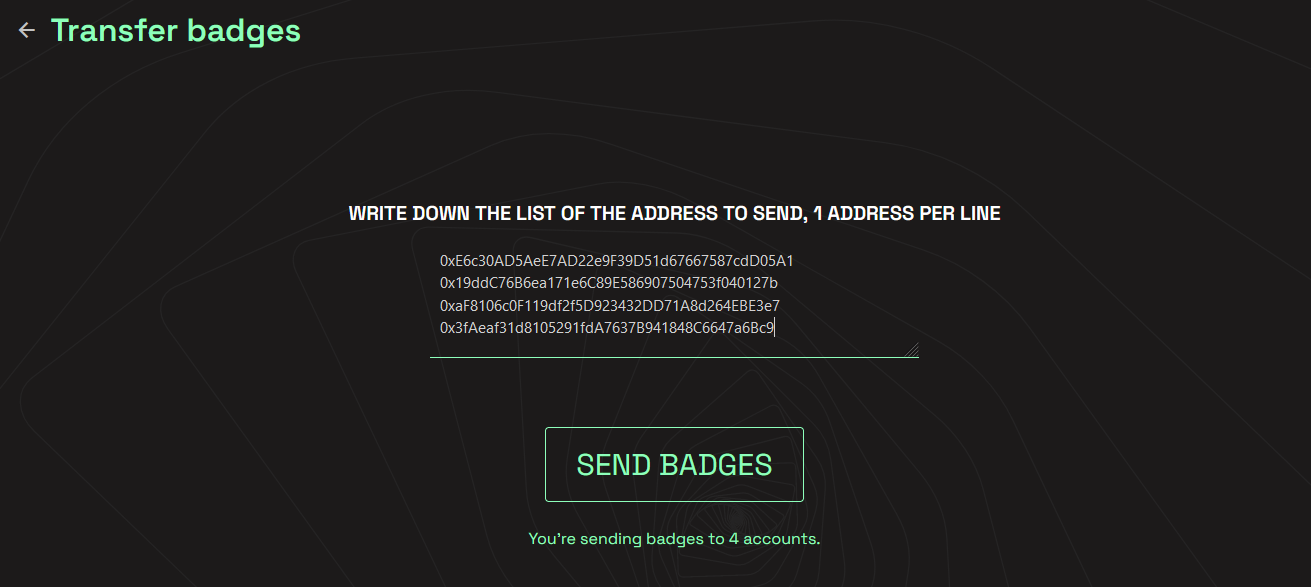 Transfer badges
WRITE DOWN THE LIST OF THE ADDRESS TO SEND, 1 ADDRESS PER LINE
0xE6c30AD5AeE7AD22e9F39D51d67667587cdD05A1
0x19ddC76B6ea171e6C89E586907504753f040127b
0xaF8106c0F119df2f5D923432DD71A8d264EBE3e7
0x3fAeaf31d8105291fdA7637B941848C6647a6Bc9
SEND BADGES
You're sending badges to 4 accounts.